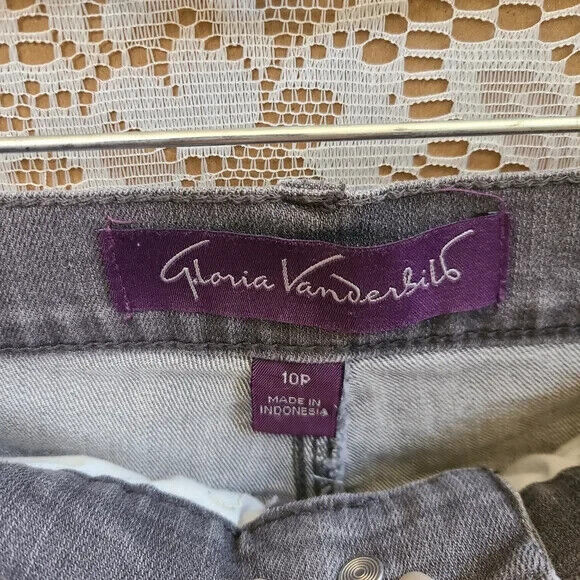 Gloria Vanderbilt
10P
MADE IN
INDONESIA